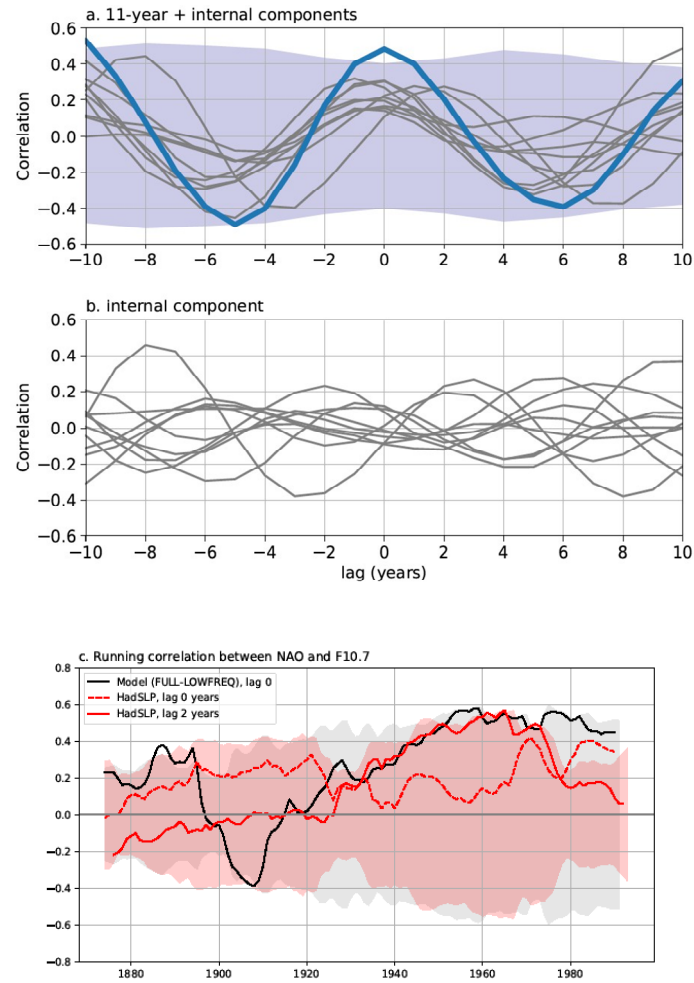 a. 11-year + internal components
0.6
0.4
0.2
0.0
−0.2
−0.4
−0.6
Correlation
−10 −8 −6 −4 −2 0 2 4 6 8 10
b. internal component
0.6
0.4
0.2
0.0
−0.2
−0.4
−0.6
Correlation
−10 −8 −6 −4 −2 0 2 4 6 8 10
lag (years)
c. Running correlation between NAO and F10.7
Model (FULL-LOWFREQ), lag 0
HadSLP, lag 0 years
HadSLP, lag 2 years
0.8
0.6
0.4
0.2
0.0
−0.2
−0.4
−0.6
−0.8
1880 1900 1920 1940 1960 1980